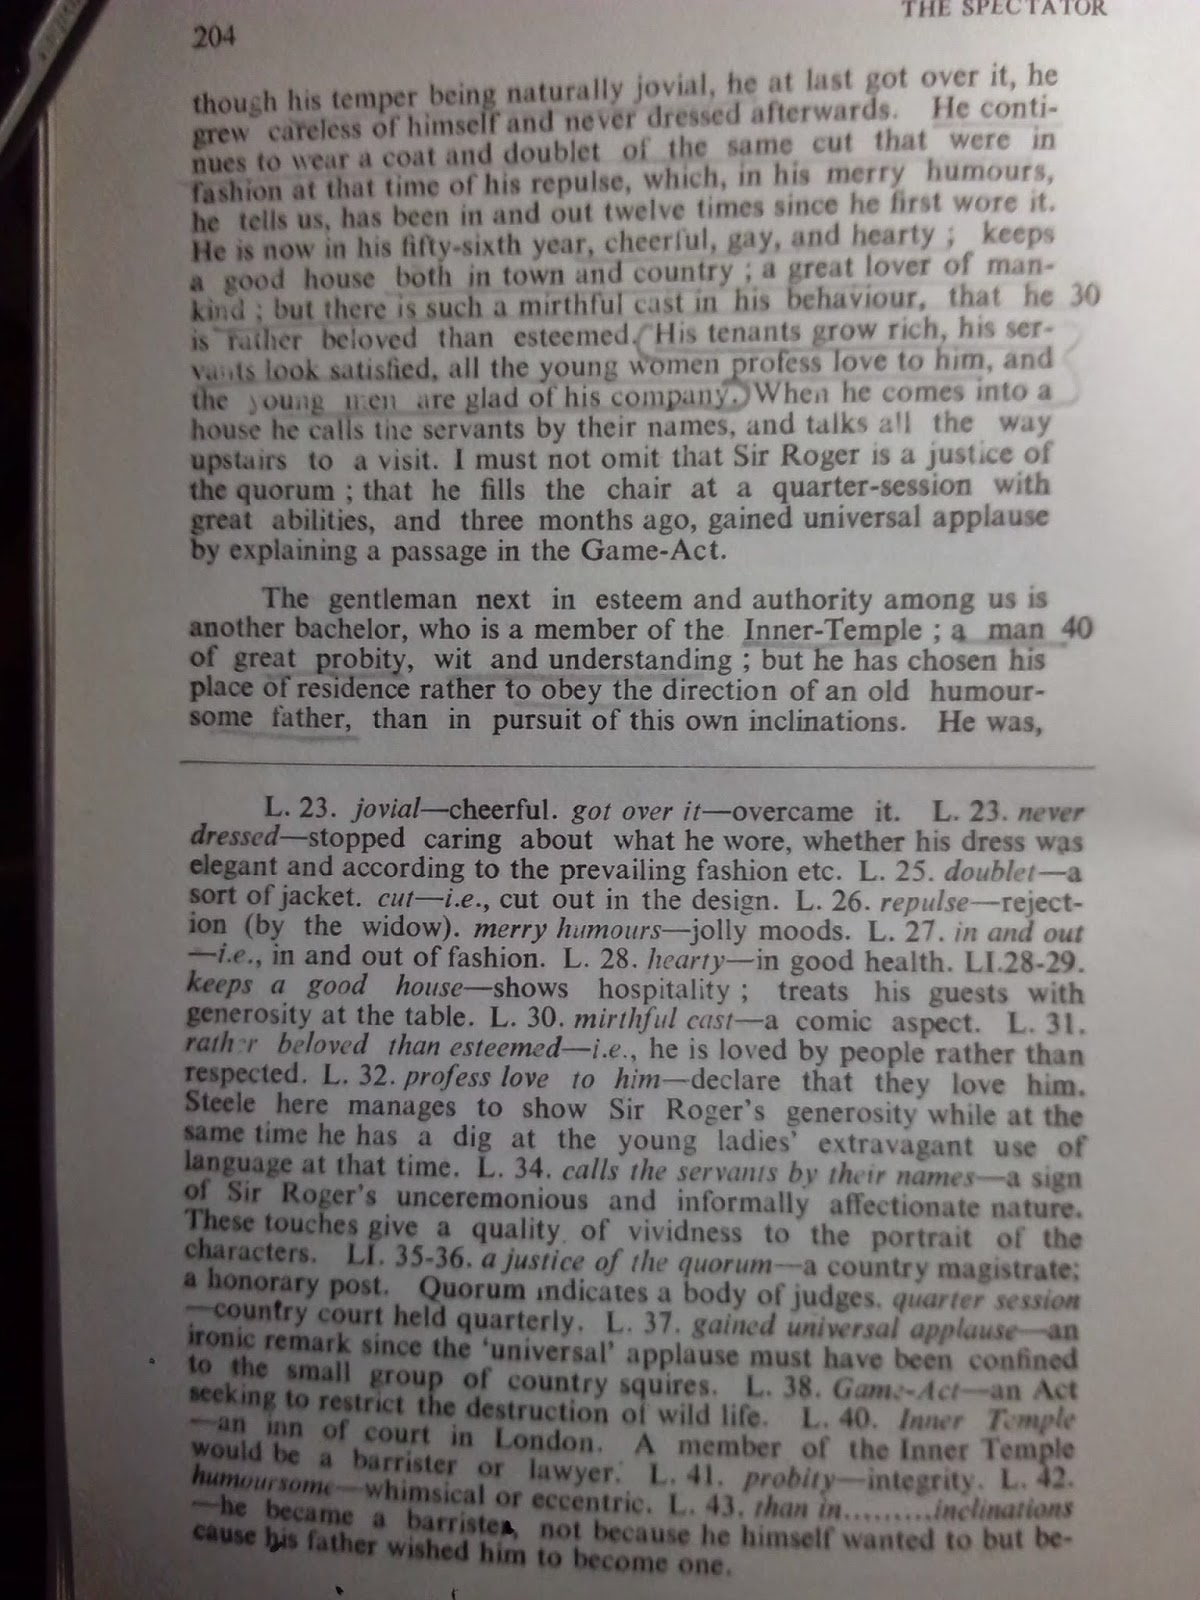 THE SPECTATOR
204
though his temper being naturally jovial, he at last got over it, he
grew careless of himself and never dressed afterwards. He conti-
nues to wear a coat and doublet of the same cut that were in
fashion at that time of his repulse, which, in his merry humours,
he tells us, has been in and out twelve times since he first wore it.
He is now in his fifty-sixth year, cheerful, gay, and hearty ; keeps
a good house both in town and country ; a great lover of man-
kind ; but there is such a mirthful cast in his behaviour, that he 30
is rather beloved than esteemed. His tenants grow rich, his ser-
vants look satisfied, all the young women profess love to him, and
the young men are glad of his company. When he comes into a
house he calls the servants by their names, and talks all the way
upstairs to a visit. I must not omit that Sir Roger is a justice of
the quorum ; that he fills the chair at a quarter-session with
great abilities, and three months ago, gained universal applause
by explaining a passage in the Game-Act.
The gentleman next in esteem and authority among us is
another bachelor, who is a member of the Inner-Temple ; a man 40
of great probity, wit and understanding ; but he has chosen his
place of residence rather to obey the direction of an old humour-
some father, than in pursuit of this own inclinations. He was,
L. 23. jovial—cheerful. got over it—overcame it. L. 23. never
dressed—stopped caring about what he wore, whether his dress was
elegant and according to the prevailing fashion etc. L. 25. doublet—a
sort of jacket. cut—i.e., cut out in the design. L. 26. repulse—reject-
ion (by the widow). merry humours—jolly moods. L. 27. in and out
—i.e., in and out of fashion. L. 28. hearty—in good health. LI.28-29.
keeps a good house—shows hospitality ; treats his guests with
generosity at the table. L. 30. mirthful cast—a comic aspect. L. 31.
rather beloved than esteemed—i.e., he is loved by people rather than
respected. L. 32. profess love to him—declare that they love him.
Steele here manages to show Sir Roger's generosity while at the
same time he has a dig at the young ladies' extravagant use of
language at that time. L. 34. calls the servants by their names—a sign
of Sir Roger's unceremonious and informally affectionate nature.
These touches give a quality of vividness to the portrait of the
characters. LI. 35-36. a justice of the quorum—a country magistrate;
a honorary post. Quorum indicates a body of judges. quarter session
—country court held quarterly. L. 37. gained universal applause—an
ironic remark since the 'universal' applause must have been confined
to the small group of country squires. L. 38. Game-Act—an Act
seeking to restrict the destruction of wild life. L. 40. Inner Temple
—an inn of court in London. A member of the Inner Temple
would be a barrister or lawyer. L. 41. probity—integrity. L. 42.
humoursome—whimsical or eccentric. L. 43. than in..........inclinations
—he became a barrister, not because he himself wanted to but be-
cause his father wished him to become one.